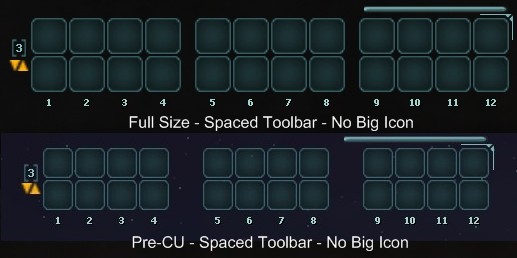 [3]
1 2 3 4 5 6 7 8 9 10 11 12
Full Size - Spaced Toolbar - No Big Icon
[3]
1 2 3 4 5 6 7 8 9 10 11 12
Pre-CU - Spaced Toolbar - No Big Icon